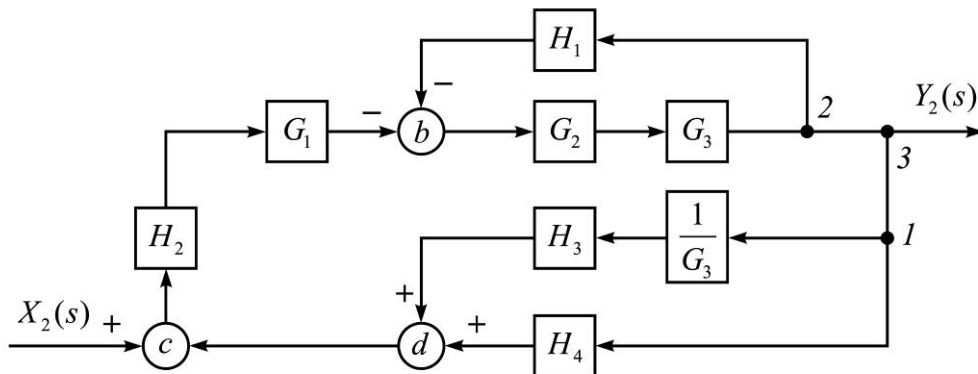 H₁
Y₂(s)
−
2
−
G₁
b
G₂
G₃
3
H₂
H₃
1
G₃
1
+
X₂(s)
+
+
c
d
H₄